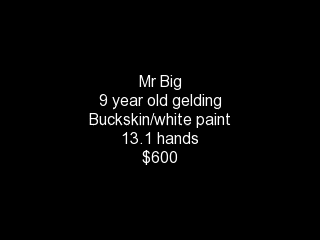 Mr Big
9 year old gelding
Buckskin/white paint
13.1 hands
$600